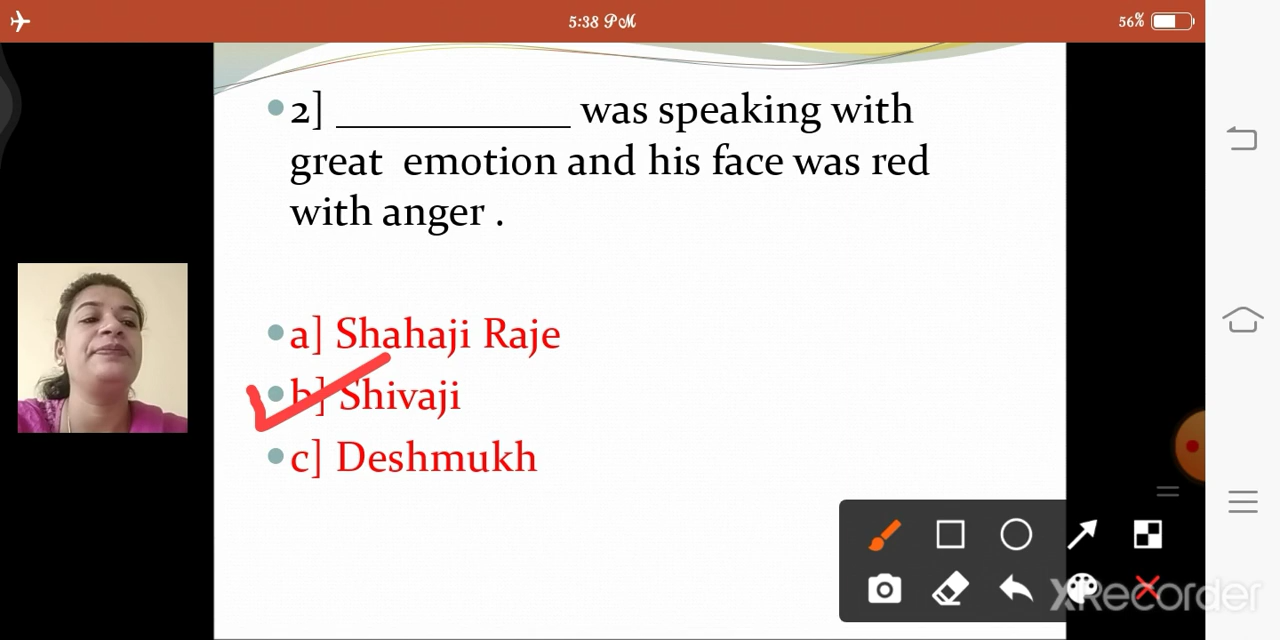 5:38 PM
56%
2] ___________ was speaking with
great emotion and his face was red
with anger .
a] Shahaji Raje
b] Shivaji
c] Deshmukh
XRecorder